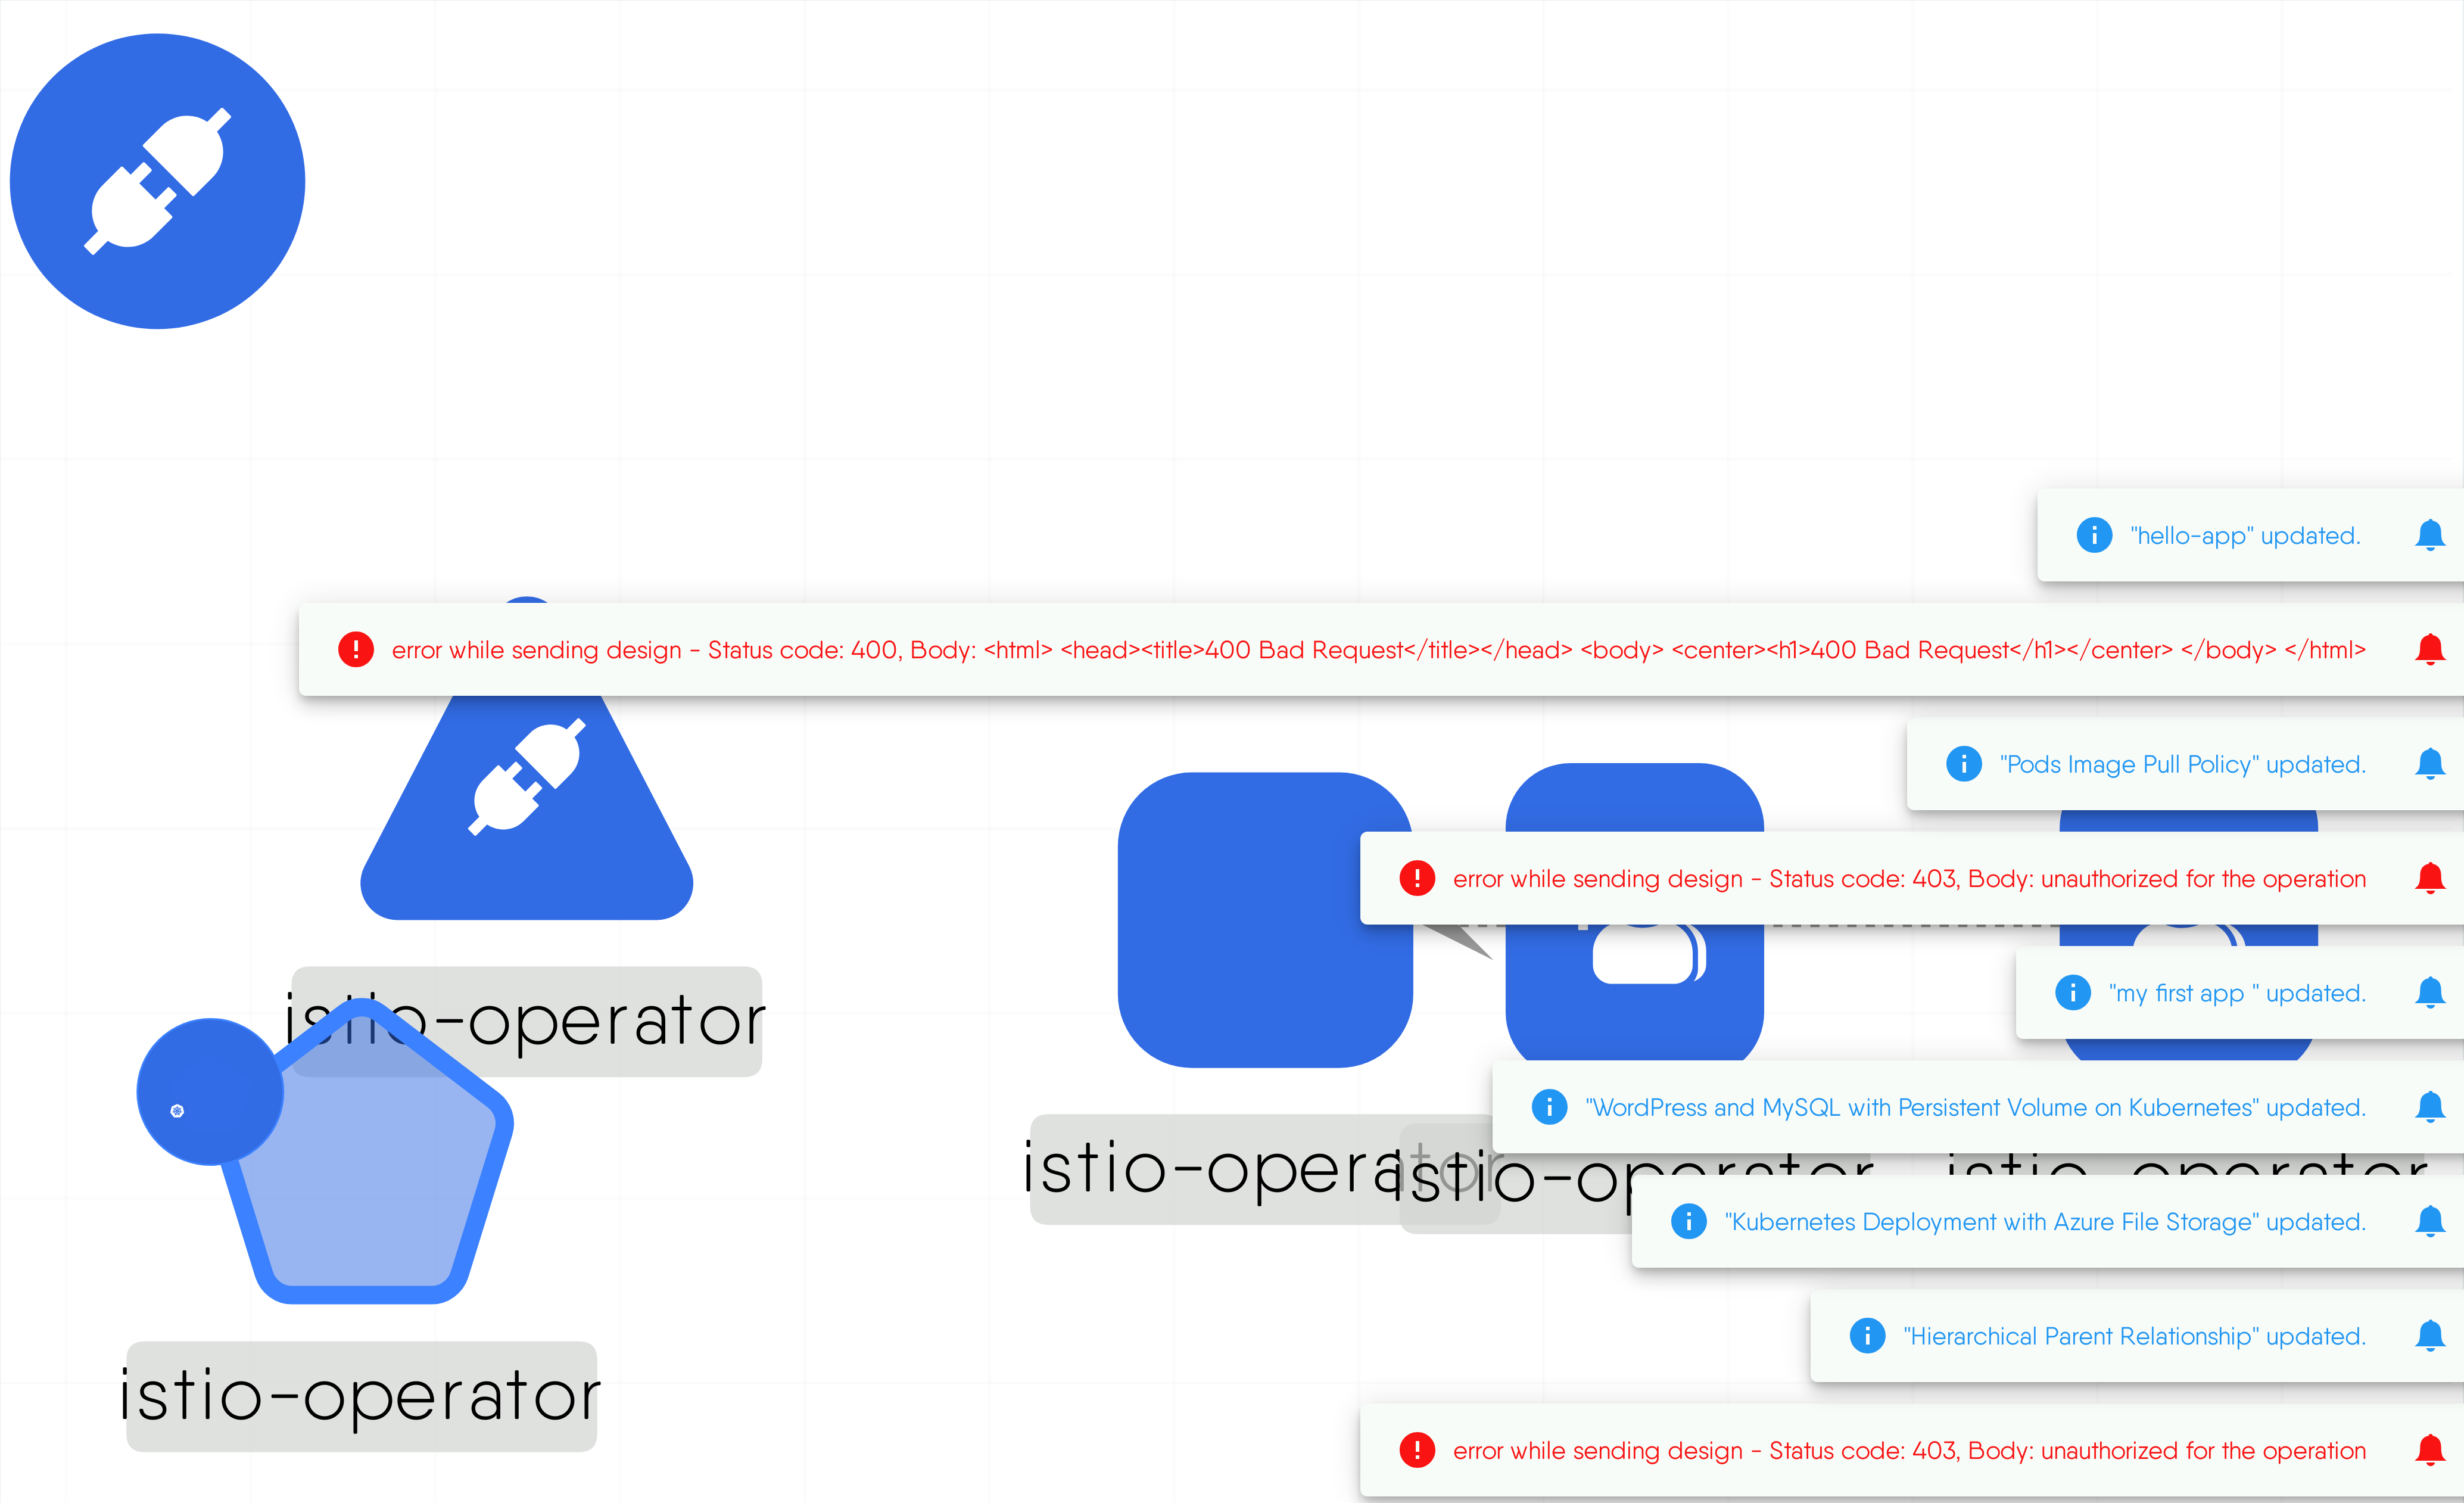 "hello-app" updated.
error while sending design - Status code: 400, Body: <html> <head><title>400 Bad Request</title></head> <body> <center><h1>400 Bad Request</h1></center> </body> </html>
"Pods Image Pull Policy" updated.
error while sending design - Status code: 403, Body: unauthorized for the operation
"my first app " updated.
istio-operator
"WordPress and MySQL with Persistent Volume on Kubernetes" updated.
istio-operator
istio-operator
istio-operator
"Kubernetes Deployment with Azure File Storage" updated.
"Hierarchical Parent Relationship" updated.
istio-operator
error while sending design - Status code: 403, Body: unauthorized for the operation